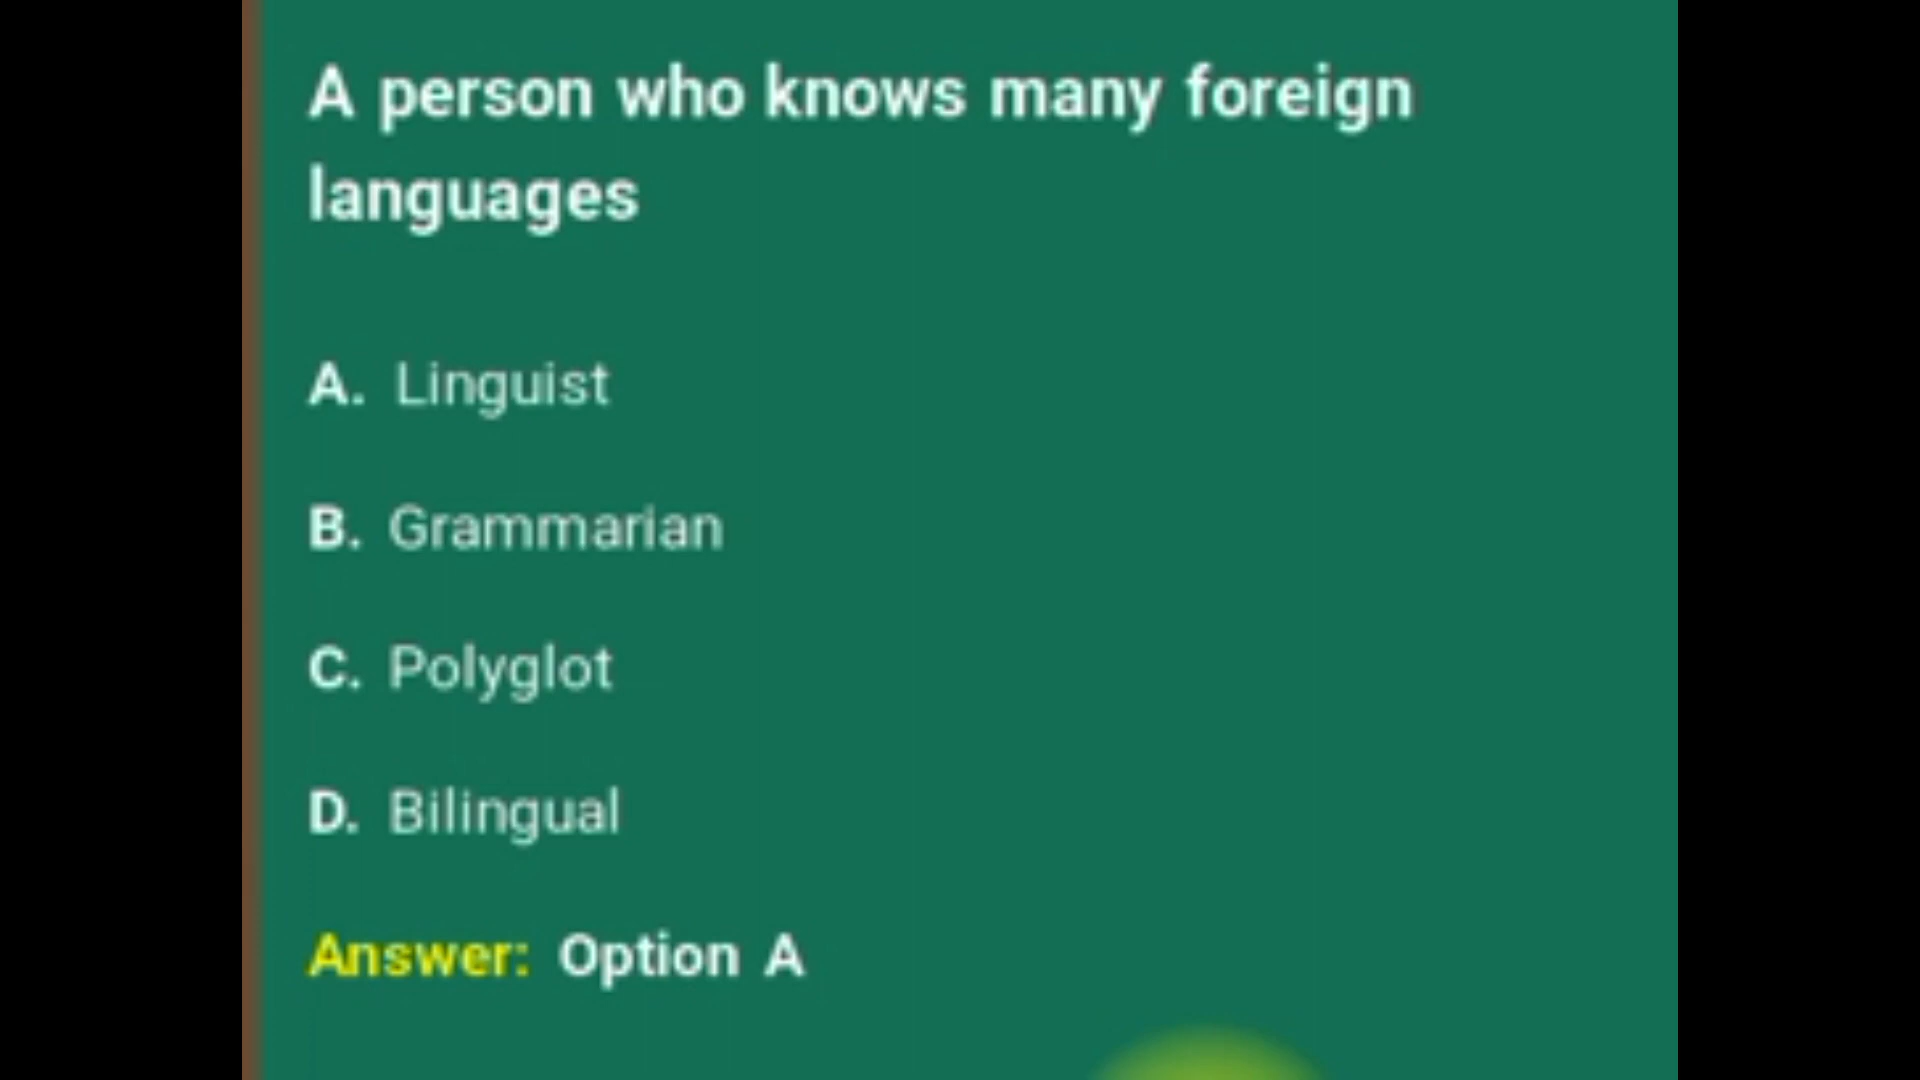 A person who knows many foreign
languages
A. Linguist
B. Grammarian
C. Polyglot
D. Bilingual
Answer: Option A